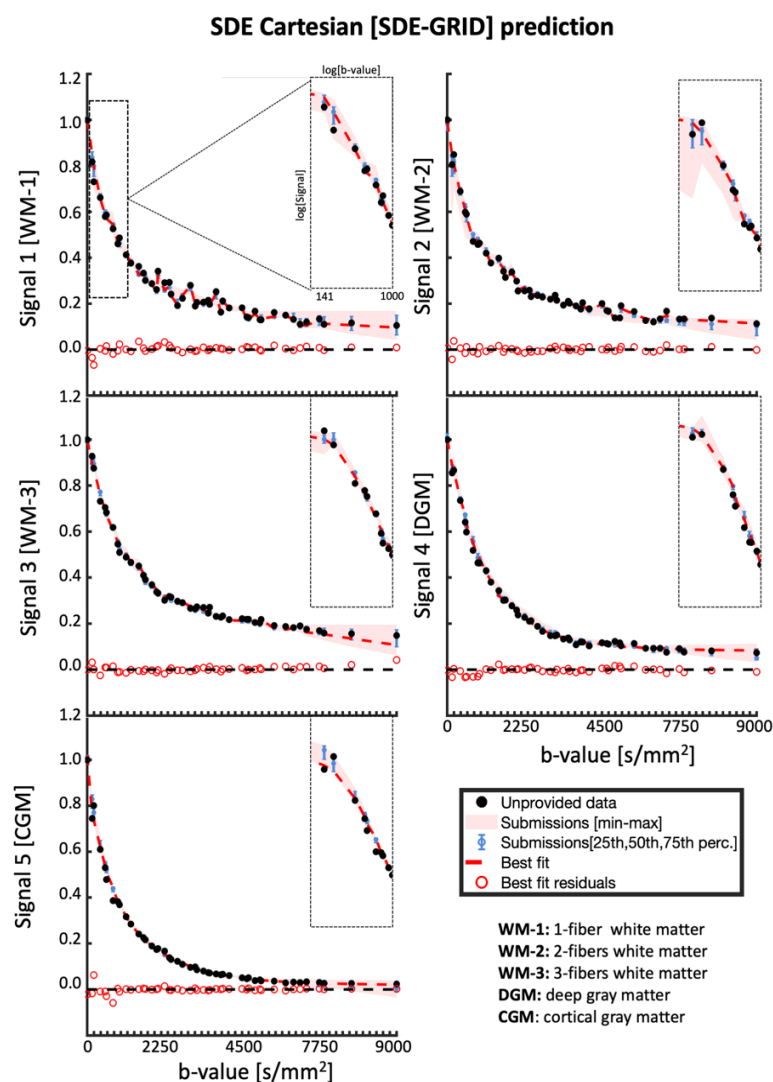 SDE Cartesian [SDE-GRID] prediction
log[b-value]
log[Signal]
141
1000
1.2
1.0
0.8
0.6
0.4
0.2
0.0
Signal 1 [WM-1]
Signal 2 [WM-2]
1.2
1.0
0.8
0.6
0.4
0.2
0.0
Signal 3 [WM-3]
Signal 4 [DGM]
0
2250
4500
7750
9000
b-value [s/mm²]
1.2
1.0
0.8
0.6
0.4
0.2
0.0
Signal 5 [CGM]
0
2250
4500
7750
9000
b-value [s/mm²]
Unprovided data
Submissions [min-max]
Submissions[25th,50th,75th perc.]
Best fit
Best fit residuals
WM-1: 1-fiber white matter
WM-2: 2-fibers white matter
WM-3: 3-fibers white matter
DGM: deep gray matter
CGM: cortical gray matter